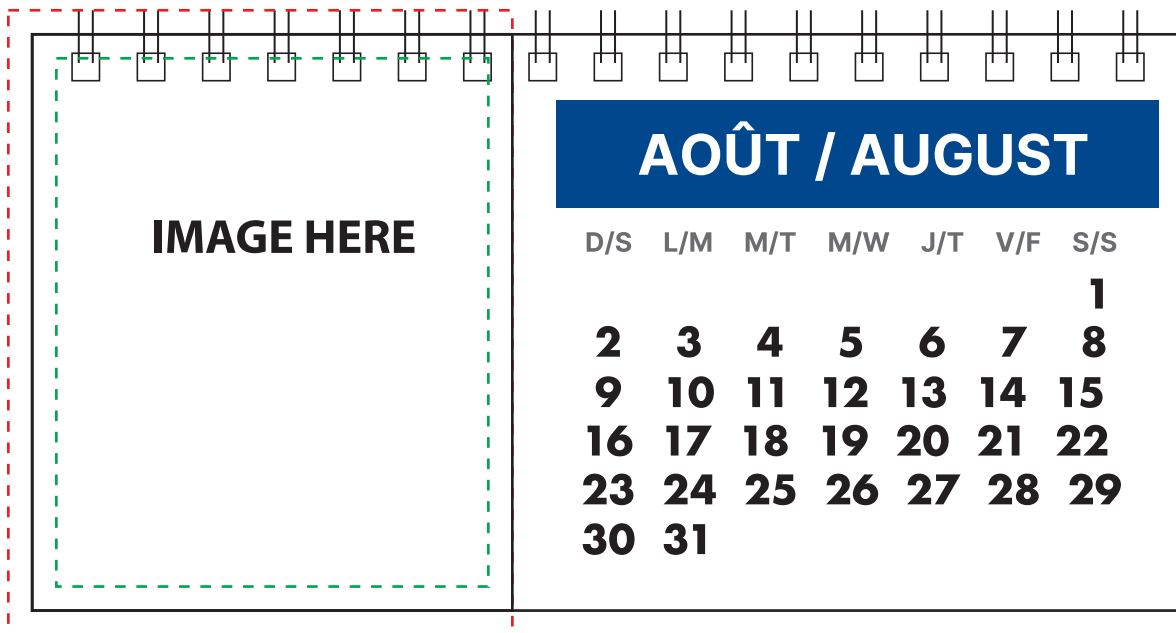 IMAGE HERE
AOÛT / AUGUST
D/S L/M M/T M/W J/T V/F S/S
1
2 3 4 5 6 7 8
9 10 11 12 13 14 15
16 17 18 19 20 21 22
23 24 25 26 27 28 29
30 31